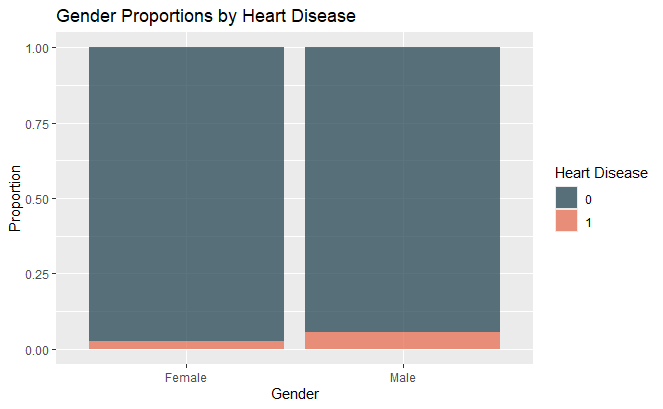 Gender Proportions by Heart Disease
1.00
0.75
0.50
0.25
0.00
Proportion
Female
Male
Gender
Heart Disease
0
1